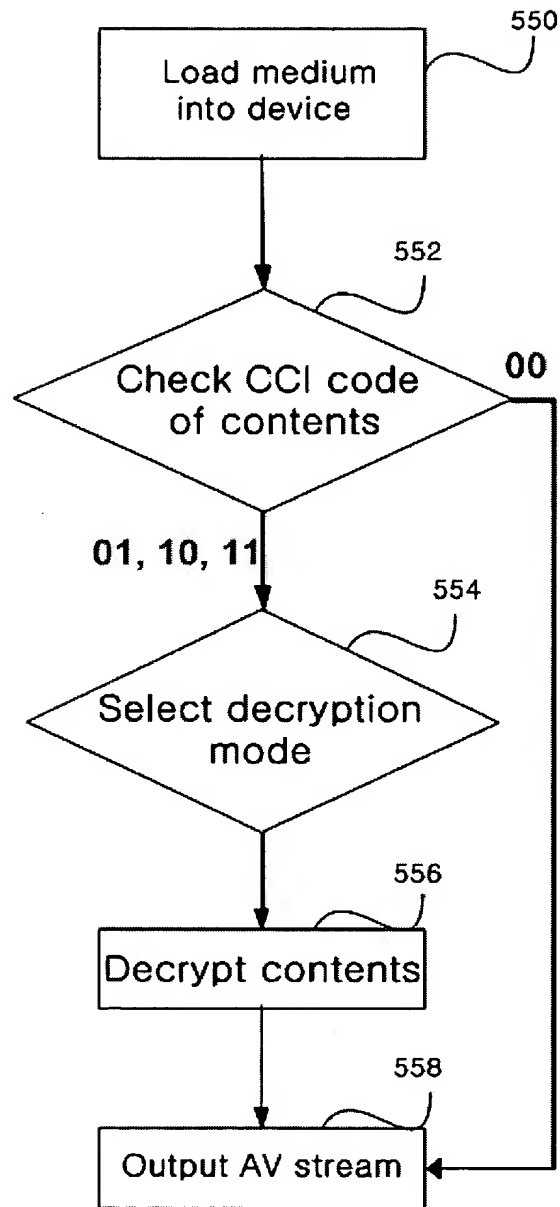 550
Load medium
into device
552
Check CCI code
of contents
00
01, 10, 11
554
Select decryption
mode
556
Decrypt contents
558
Output AV stream